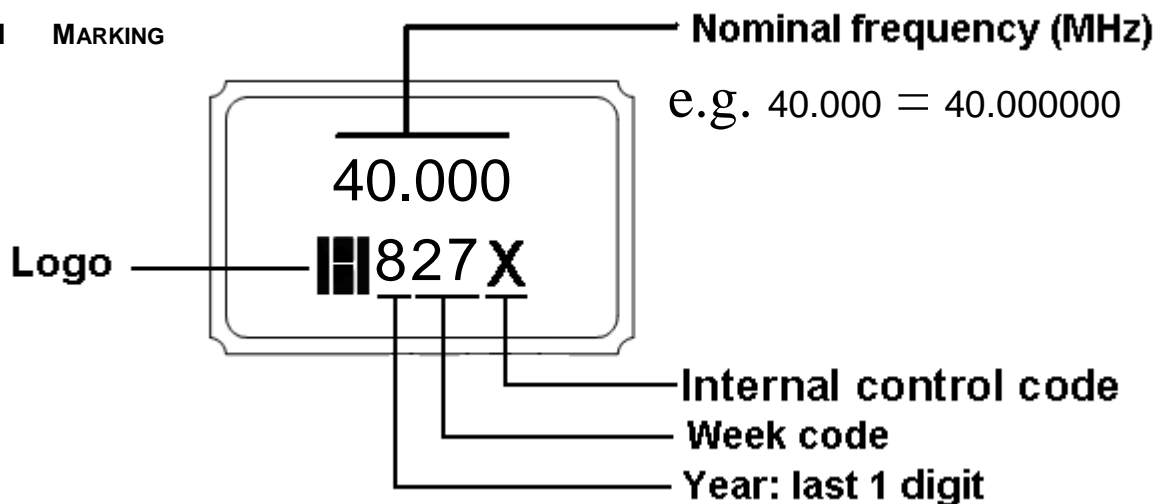 MARKING
Nominal frequency (MHz)
e.g. 40.000 = 40.000000
40.000
Logo
827X
Internal control code
Week code
Year: last 1 digit